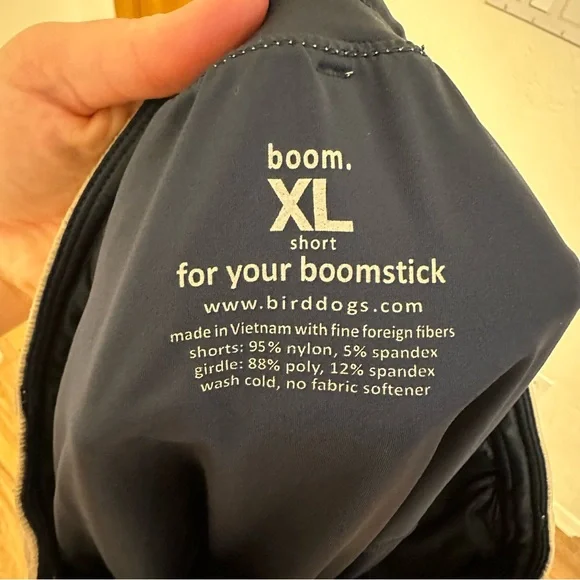 boom.
XL
short
for your boomstick
www.birddogs.com
made in Vietnam with fine foreign fibers
shorts: 95% nylon, 5% spandex
girdle: 88% poly, 12% spandex
wash cold, no fabric softener